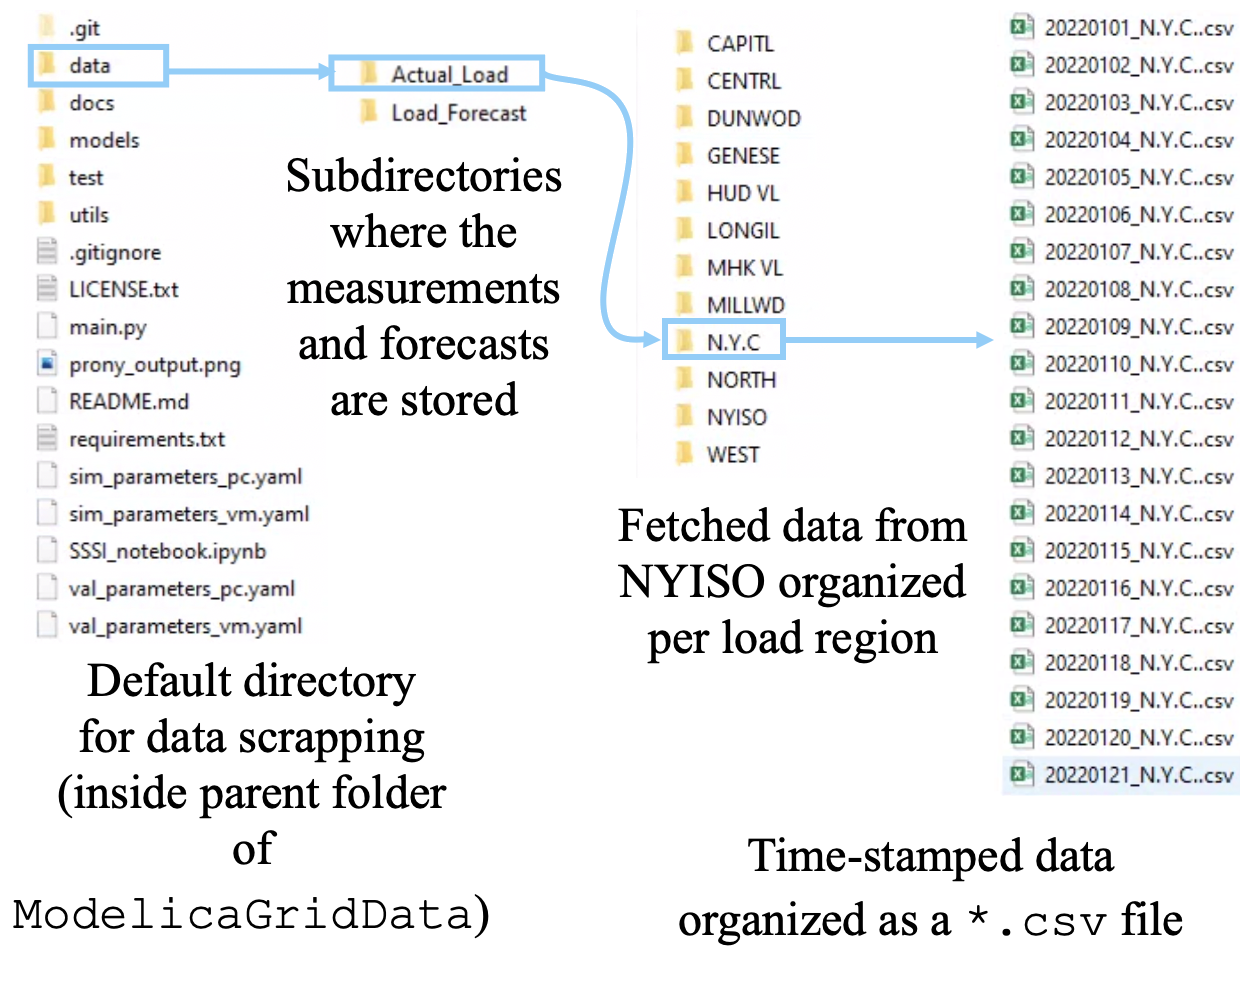 .git
data
docs
models
test
utils
.gitignore
LICENSE.txt
main.py
prony_output.png
README.md
requirements.txt
sim_parameters_pc.yaml
sim_parameters_vm.yaml
SSSI_notebook.ipynb
val_parameters_pc.yaml
val_parameters_vm.yaml
Default directory
for data scrapping
(inside parent folder
of
ModelicaGridData)
Actual_Load
Load_Forecast
Subdirectories
where the
measurements
and forecasts
are stored
CAPITL
CENTRL
DUNWOD
GENESE
HUD VL
LONGIL
MHK VL
MILLWD
N.Y.C
NORTH
NYISO
WEST
Fetched data from
NYISO organized
per load region
20220101_N.Y.C..csv
20220102_N.Y.C..csv
20220103_N.Y.C..csv
20220104_N.Y.C..csv
20220105_N.Y.C..csv
20220106_N.Y.C..csv
20220107_N.Y.C..csv
20220108_N.Y.C..csv
20220109_N.Y.C..csv
20220110_N.Y.C..csv
20220111_N.Y.C..csv
20220112_N.Y.C..csv
20220113_N.Y.C..csv
20220114_N.Y.C..csv
20220115_N.Y.C..csv
20220116_N.Y.C..csv
20220117_N.Y.C..csv
20220118_N.Y.C..csv
20220119_N.Y.C..csv
20220120_N.Y.C..csv
20220121_N.Y.C..csv
Time-stamped data
organized as a *.csv file